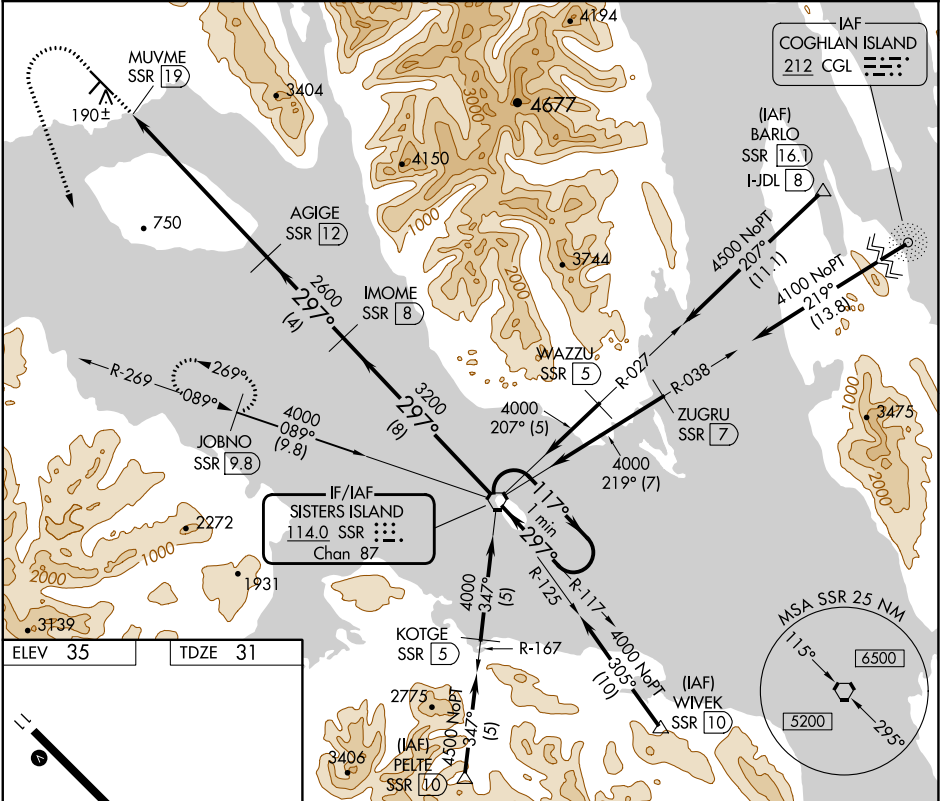 4194
IAF
COGHLAN ISLAND
212 CGL
MUVME
SSR 19
3404
190±
3000
4677
(IAF)
BARLO
SSR 16.1
I-JDL 8
4150
1000
750
AGIGE
SSR 12
3744
2000
4500 NoPT
207°
(11.1)
4100 NoPT
219°
(13.8)
2600
297°
(4)
IMOME
SSR 8
WAZZU
SSR 5
R-027
R-038
R-269
269°
089°
3200
297°
(8)
4000
089°
(9.8)
4000
207° (5)
ZUGRU
SSR 7
4000
219° (7)
1000
3475
2000
JOBNO
SSR 9.8
IF/IAF
SISTERS ISLAND
114.0 SSR
Chan 87
117°
1 min
297°
R-125
R-117
2272
1000
2000
1931
3139
4000
347°
(5)
KOTGE
SSR 5
R-167
4000 NoPT
305°
(10)
(IAF)
WIVEK
SSR 10
MSA SSR 25 NM
115°
6500
5200
295°
ELEV 35
TDZE 31
2775
3406
4500 NoPT
347°
(5)
(IAF)
PELTE
SSR 10
11
V